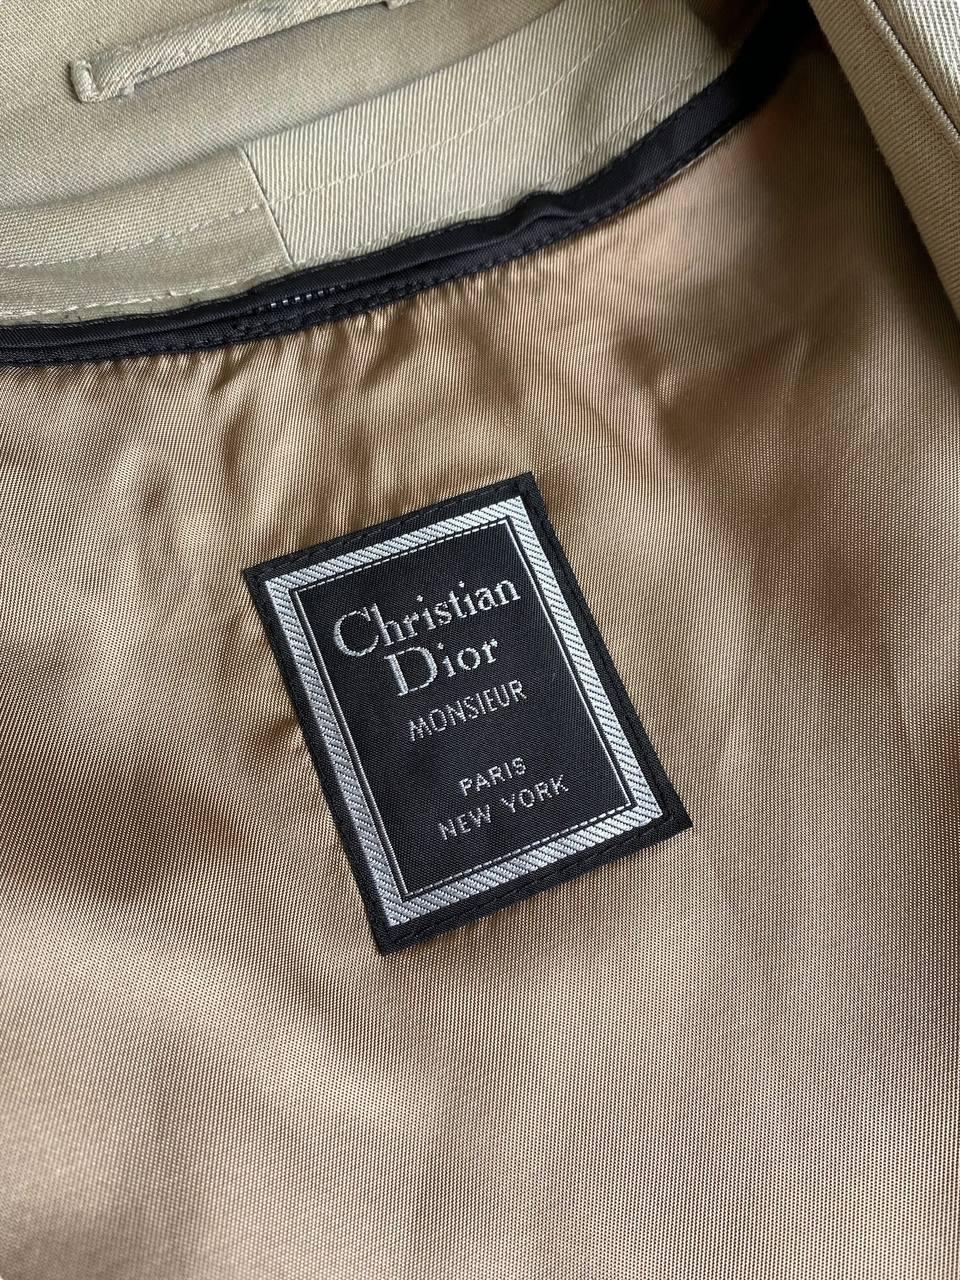 Christian
Dior
MONSIEUR
PARIS
NEW YORK